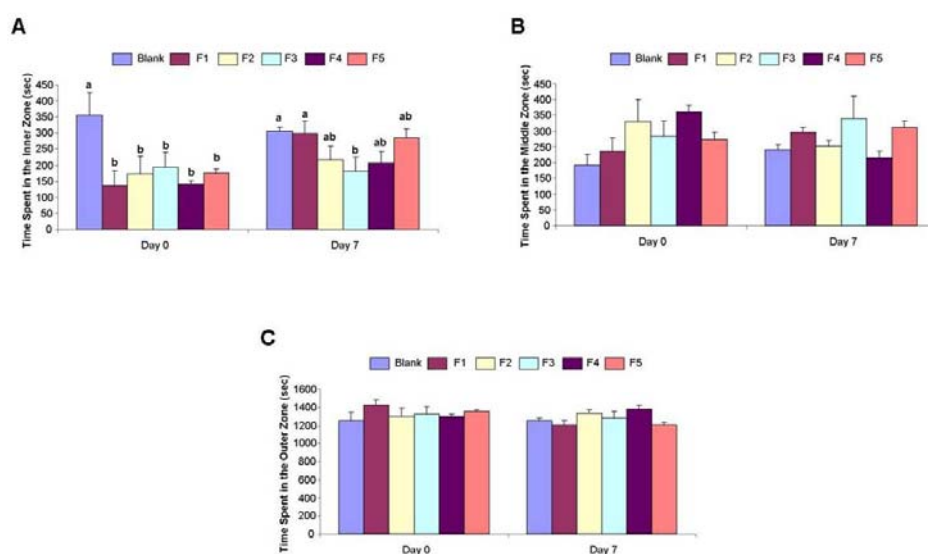 A
Blank F1 F2 F3 F4 F5
Time Spent in the Inner Zone (sec)
450
400
350
300
250
200
150
100
50
0
a b b b b b
a a ab b ab ab
Day 0 Day 7
B
Blank F1 F2 F3 F4 F5
Time Spent in the Middle Zone (sec)
450
400
350
300
250
200
150
100
50
0
Day 0 Day 7
C
Blank F1 F2 F3 F4 F5
Time Spent in the Outer Zone (sec)
1600
1400
1200
1000
800
600
400
200
0
Day 0 Day 7